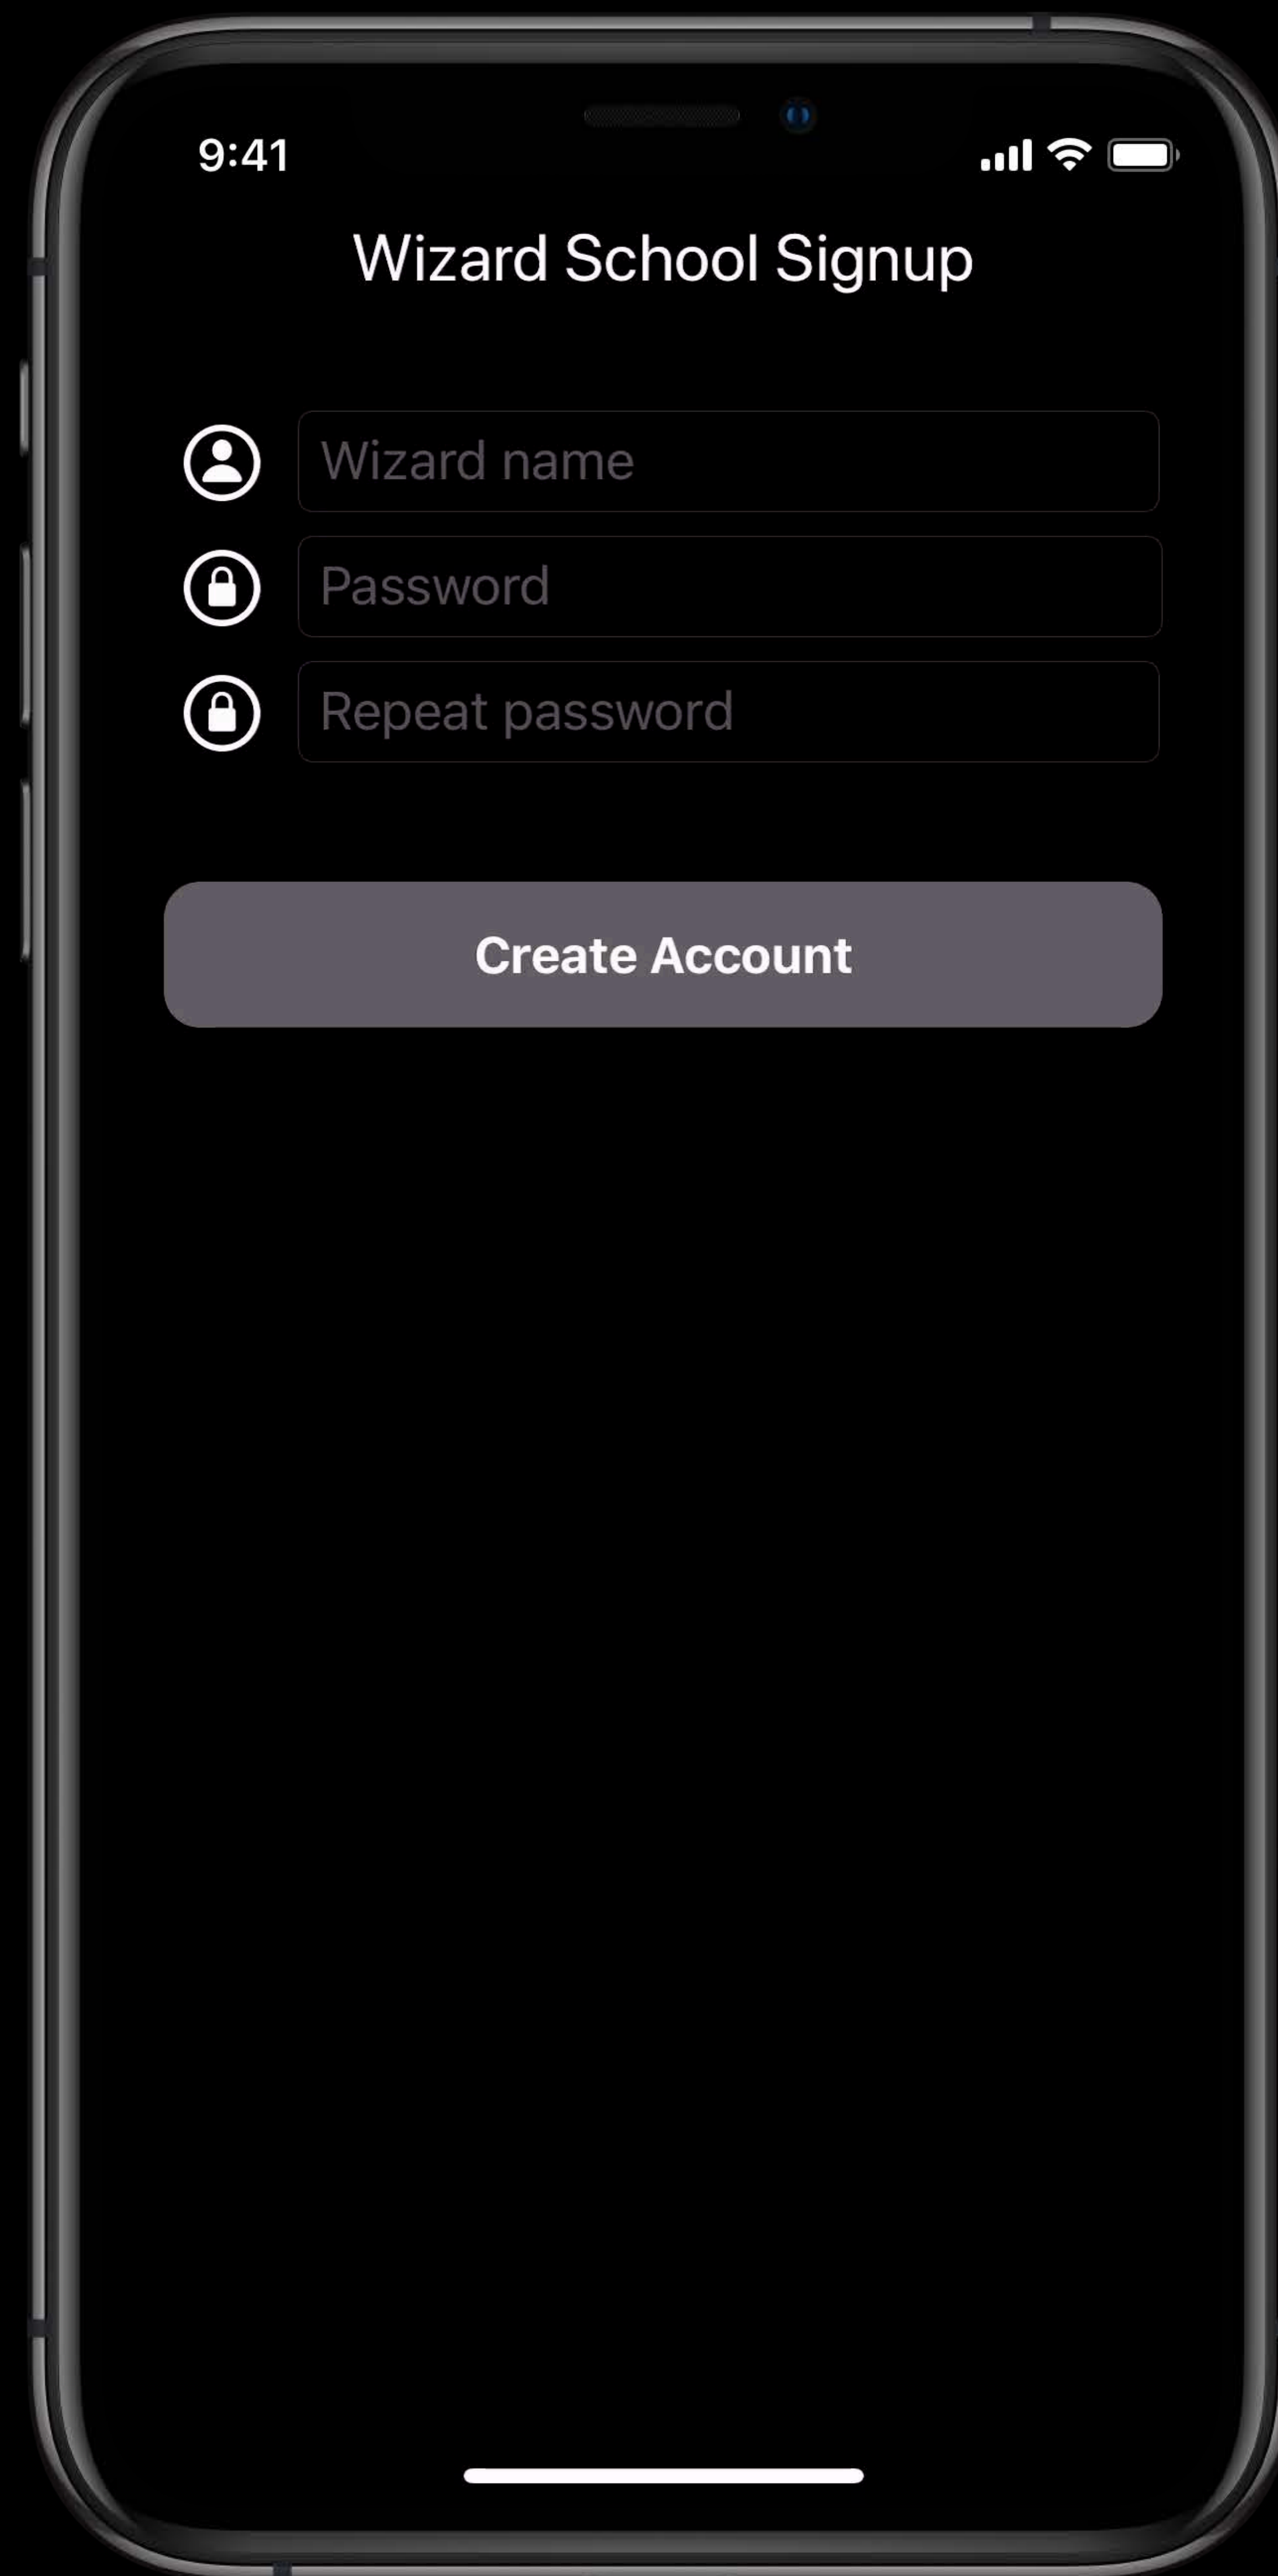 9:41
Wizard School Signup
Wizard name
Password
Repeat password
Create Account